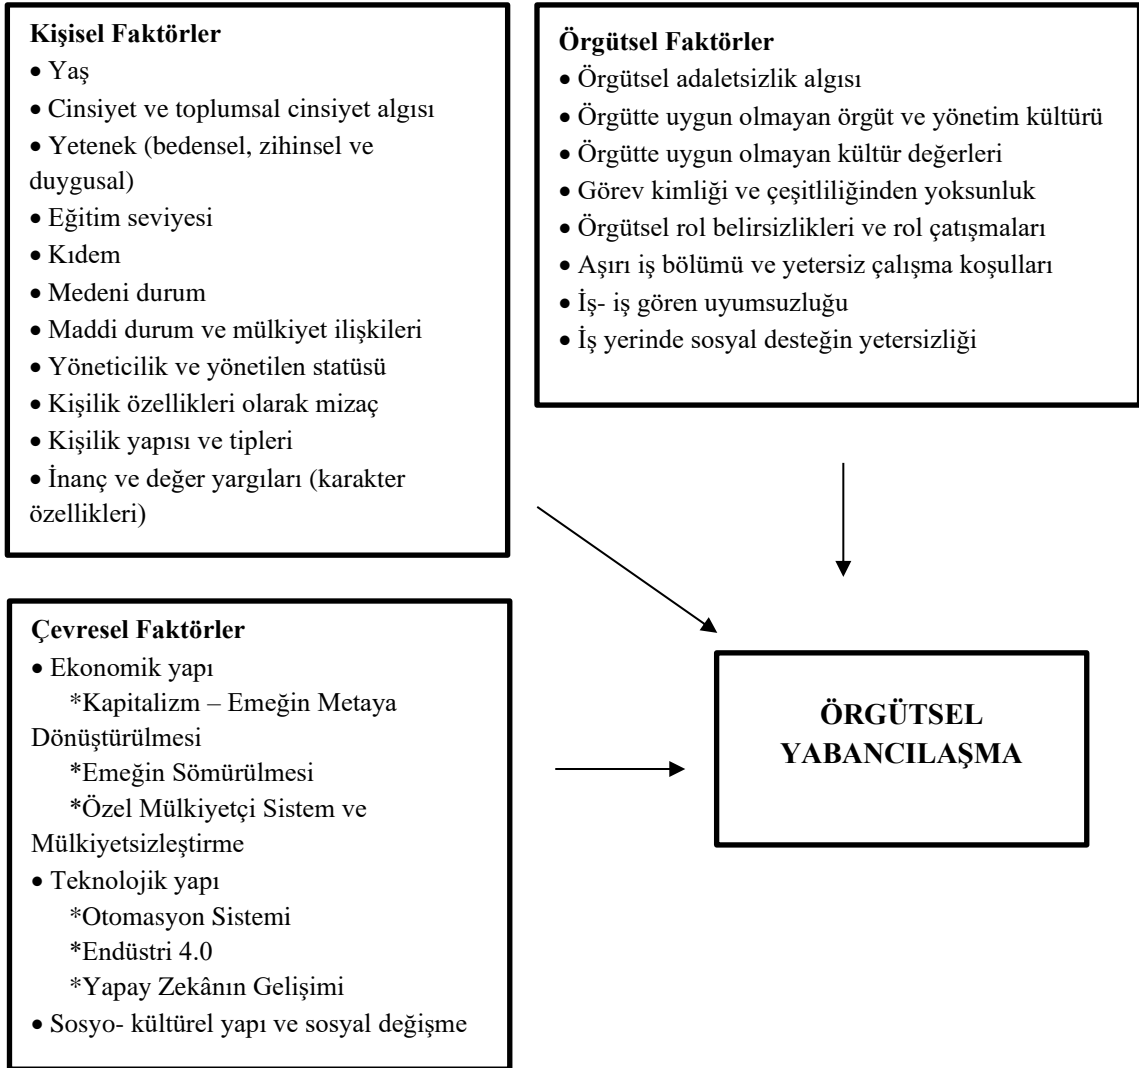 Kişisel Faktörler
• Yaş
• Cinsiyet ve toplumsal cinsiyet algısı
• Yetenek (bedensel, zihinsel ve
duygusal)
• Eğitim seviyesi
• Kıdem
• Medeni durum
• Maddi durum ve mülkiyet ilişkileri
• Yöneticilik ve yönetilen statüsü
• Kişilik özellikleri olarak mizaç
• Kişilik yapısı ve tipleri
• İnanç ve değer yargıları (karakter
özellikleri)
Örgütsel Faktörler
• Örgütsel adaletsizlik algısı
• Örgütte uygun olmayan örgüt ve yönetim kültürü
• Örgütte uygun olmayan kültür değerleri
• Görev kimliği ve çeşitliliğinden yoksunluk
• Örgütsel rol belirsizlikleri ve rol çatışmaları
• Aşırı iş bölümü ve yetersiz çalışma koşulları
• İş- iş gören uyumsuzluğu
• İş yerinde sosyal desteğin yetersizliği
Çevresel Faktörler
• Ekonomik yapı
*Kapitalizm – Emeğin Metaya
Dönüştürülmesi
*Emeğin Sömürülmesi
*Özel Mülkiyetçi Sistem ve
Mülkiyetsizleştirme
• Teknolojik yapı
*Otomasyon Sistemi
*Endüstri 4.0
*Yapay Zekânın Gelişimi
• Sosyo- kültürel yapı ve sosyal değişme
ÖRGÜTSEL
YABANCILAŞMA